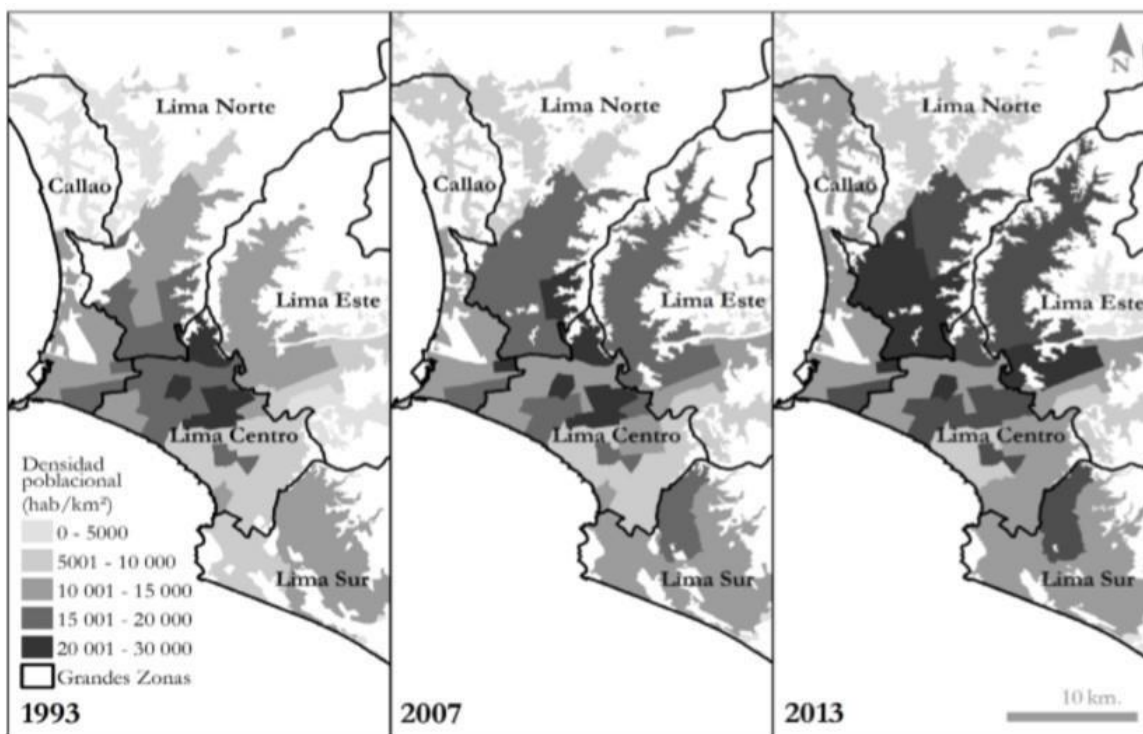 Lima Norte
Callao
Lima Este
Lima Centro
Lima Sur
Densidad
poblacional
(hab/km²)
0 - 5000
5001 - 10 000
10 001 - 15 000
15 001 - 20 000
20 001 - 30 000
Grandes Zonas
1993
Lima Norte
Callao
Lima Este
Lima Centro
Lima Sur
2007
N
Lima Norte
Callao
Lima Este
Lima Centro
Lima Sur
10 km.
2013